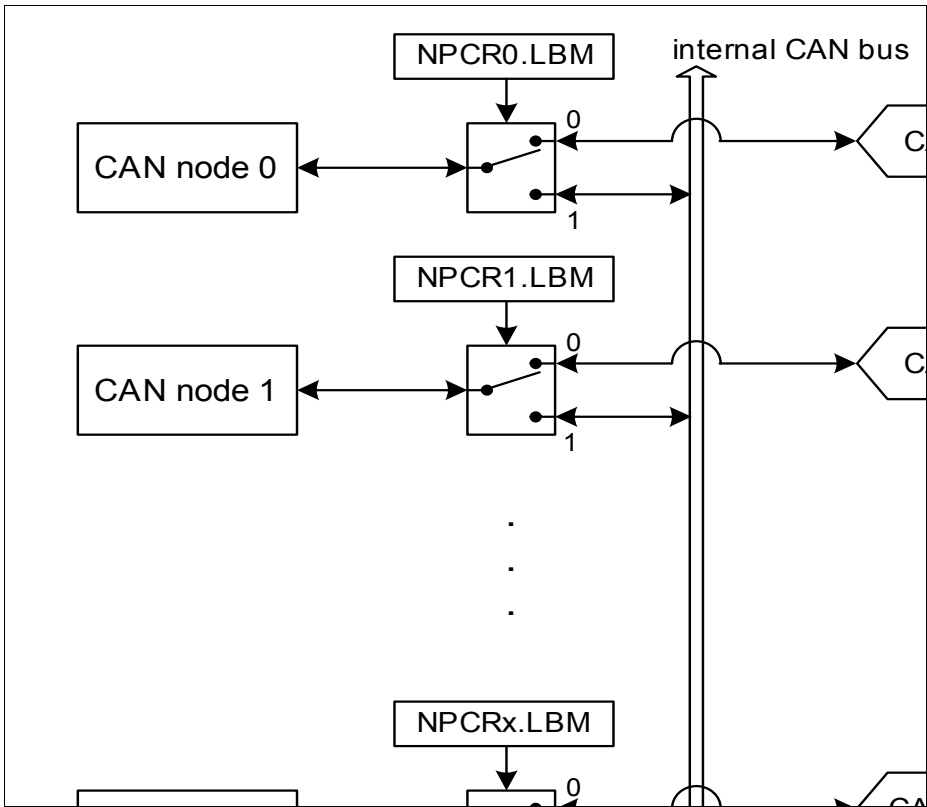 NPCR0.LBM
internal CAN bus
0
CAN node 0
1
NPCR1.LBM
0
CAN node 1
1
.
.
.
NPCRx.LBM
0